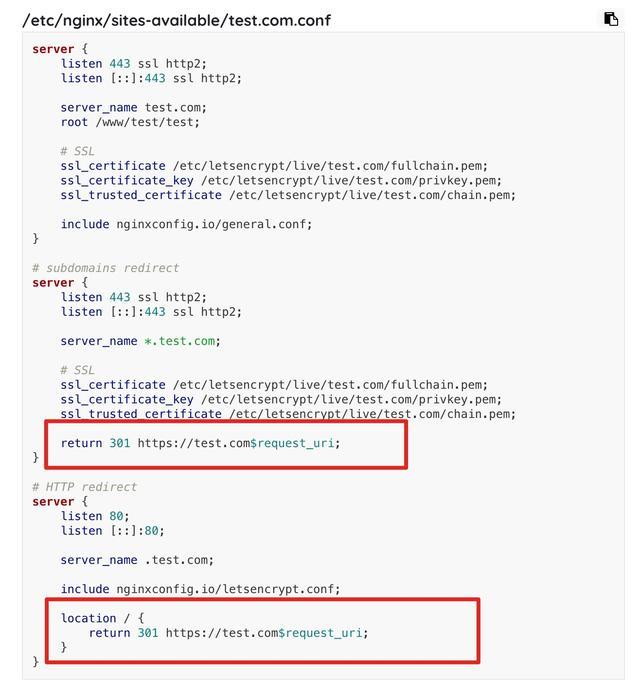 /etc/nginx/sites-available/test.com.conf
server {
    listen 443 ssl http2;
    listen [::]:443 ssl http2;

    server_name test.com;
    root /www/test/test;

    # SSL
    ssl_certificate /etc/letsencrypt/live/test.com/fullchain.pem;
    ssl_certificate_key /etc/letsencrypt/live/test.com/privkey.pem;
    ssl_trusted_certificate /etc/letsencrypt/live/test.com/chain.pem;

    include nginxconfig.io/general.conf;
}

# subdomains redirect
server {
    listen 443 ssl http2;
    listen [::]:443 ssl http2;

    server_name *.test.com;

    # SSL
    ssl_certificate /etc/letsencrypt/live/test.com/fullchain.pem;
    ssl_certificate_key /etc/letsencrypt/live/test.com/privkey.pem;
    ssl_trusted_certificate /etc/letsencrypt/live/test.com/chain.pem;

    return 301 https://test.com$request_uri;
}

# HTTP redirect
server {
    listen 80;
    listen [::]:80;

    server_name .test.com;

    include nginxconfig.io/letsencrypt.conf;

    location / {
        return 301 https://test.com$request_uri;
    }
}